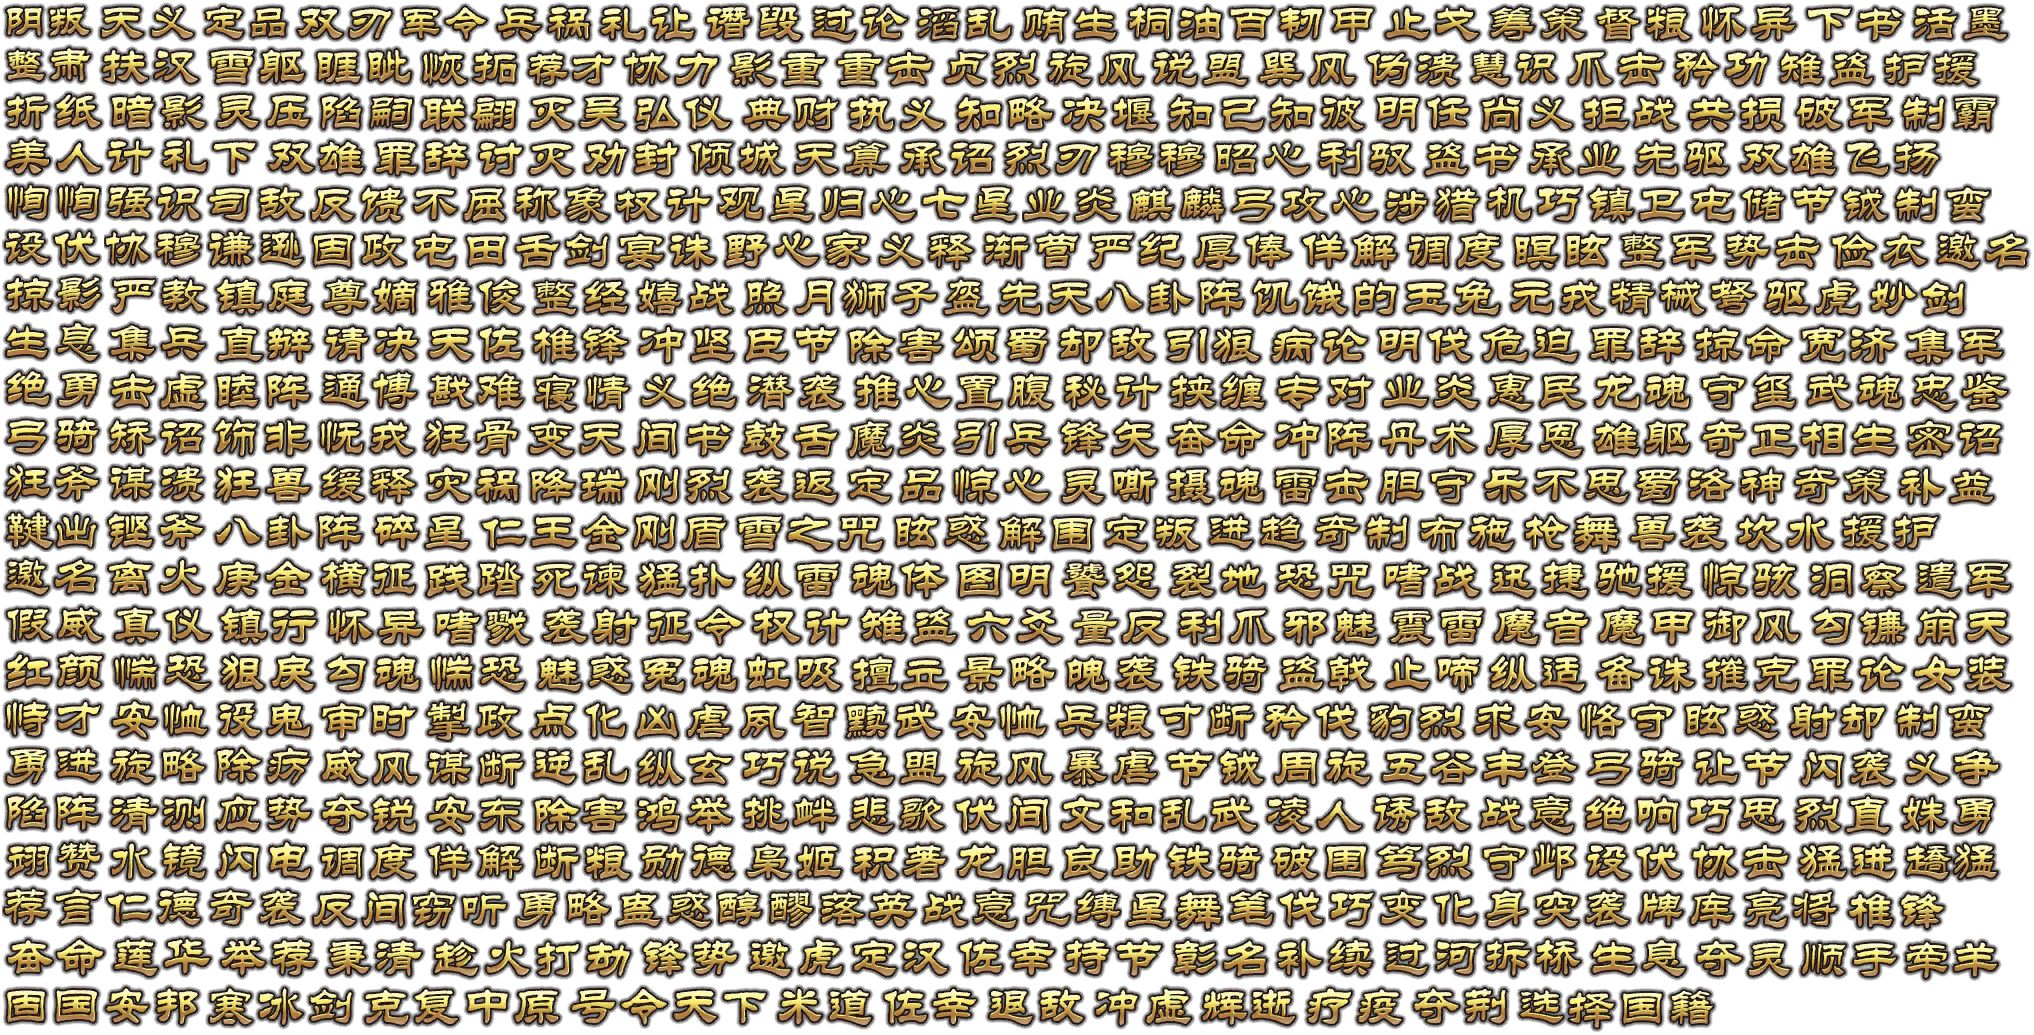 阴叛 天义 定品 双刃 军令 兵祸 礼让 谮毁 过论 滔乱 贿生 桐油百韧甲 止戈 筹策 督粮 怀异 下书 活墨
整肃 扶汉 雪躯 睚眦 恢拓 荐才 协力 影重重击 贞烈 旋风 说盟 巽风 伪溃 慧识 爪击 矜功 雉盗 护援
折纸 暗影 灵压 陷嗣 联翩 灭吴 弘仪 典财 执义 知略 决堰 知己知彼 明任 尚义 拒战 共损 破军 制霸
美人计 礼下 双雄 罪辞 讨灭 劝封 倾城 天算 承诏 烈刃 穆穆 昭心 利驭 盗书 承业 先驱 双雄 飞扬
恂恂 强识 司敌 反馈 不屈 称象 权计 观星 归心 七星 业炎 麒麟弓 攻心 涉猎 机巧 镇卫 屯储 节钺 制蛮
设伏 协穆 谦逊 固政 屯田 舌剑 宴诛 野心家 义释 渐营 严纪 厚俸 佯解 调度 瞑眩 整军 势击 俭衣 邀名
掠影 严教 镇庭 尊嫡 雅俊 整经 嬉战 照月狮子盔 先天八卦阵 饥饿的玉兔 元戎精械弩 驱虎 妙剑
生息 集兵 直辩 请决 天佐 椎锋 冲坚 臣节 除害 颂蜀 却敌 引狼 病论 明伐 危迫 罪辞 掠命 宽济 集军
绝勇 击虚 睦阵 通博 戡难 寝情 义绝 潜袭 推心置腹 秘计 挟缠 专对 业炎 惠民 龙魂 守玺 武魂 忠鉴
弓骑 矫诏 饰非 怃戎 狂骨 变天 间书 鼓舌 魔炎 引兵 锋矢 奋命 冲阵 丹术 厚恩 雄躯 奇正相生 密诏
狂斧 谋溃 狂兽 缓释 灾祸 降瑞 刚烈 袭返 定品 惊心 灵嘶 摄魂 雷击 胆守 乐不思蜀 洛神 奇策 补益
鞬出 铿斧 八卦阵 碎星 仁王金刚盾 雪之咒 眩惑 解围 定叛 进趋 奇制 布施 枪舞 兽袭 坎水 援护
邀名 离火 庚金 横征 践踏 死谏 猛扑 纵雷 魂体 图明 饕怨 裂地 恐咒 嗜战 迅捷 驰援 惊骇 洞察 遣军
假威 真仪 镇行 怀异 嗜戮 袭射 征令 权计 雉盗 六爻 量反 利爪 邪魅 震雷 魔音 魔甲 御风 勾镰 崩天
红颜 惴恐 狠戾 勾魂 惴恐 魅惑 冤魂 虹吸 擅立 景略 魄袭 铁骑 盗戟 止啼 纵适 备诛 摧克 罪论 女装
恃才 安恤 设鬼 审时 掣政 点化 凶虐 夙智 黩武 安恤 兵粮寸断 矜伐 豹烈 求安 恪守 眩惑 射却 制蛮
勇进 旋略 除疠 威风 谋断 逆乱 纵玄 巧说 急盟 旋风 暴虐 节钺 周旋 五谷丰登 弓骑 让节 闪袭 义争
陷阵 清测 应势 夺锐 安东 除害 鸿举 挑衅 悲歌 伏间 文和乱武 凌人 诱敌 战意 绝响 巧思 烈直 姝勇
翊赞 水镜 闪电 调度 佯解 断粮 勋德 枭姬 积著 龙胆 良助 铁骑 破围 笃烈 守邺 设伏 协击 猛进 趫猛
荐言 仁德 奇袭 反间 窃听 勇略 蛊惑 醇醪 落英 战意 咒缚 星舞 笔伐 巧变 化身 突袭 牌库 亮将 椎锋
奋命 莲华 举荐 秉清 趁火打劫 锋势 邀虎 定汉 佐幸 持节 彰名 补续 过河拆桥 生息 夺灵 顺手牵羊
固国安邦 寒冰剑 克复中原 号令天下 米道 佐幸 退敌 冲虚 辉逝 疗疫 夺荆 选择国籍